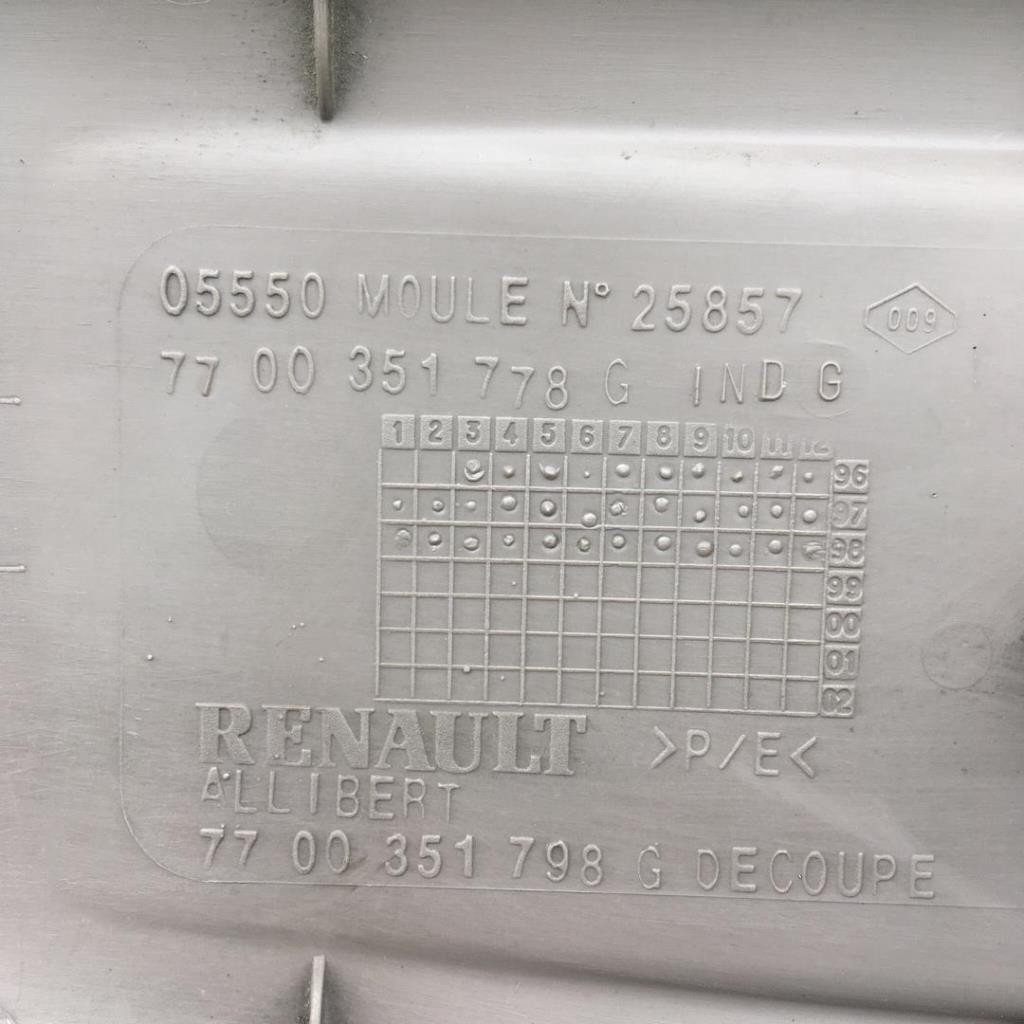 05550 MOULE N° 25857
009
77 00 351 778 G IND G
1 2 3 4 5 6 7 8 9 10 11 12
96
97
98
99
00
01
02
RENAULT
>P/E<
ALLIBERT
77 00 351 798 G DECOUPE